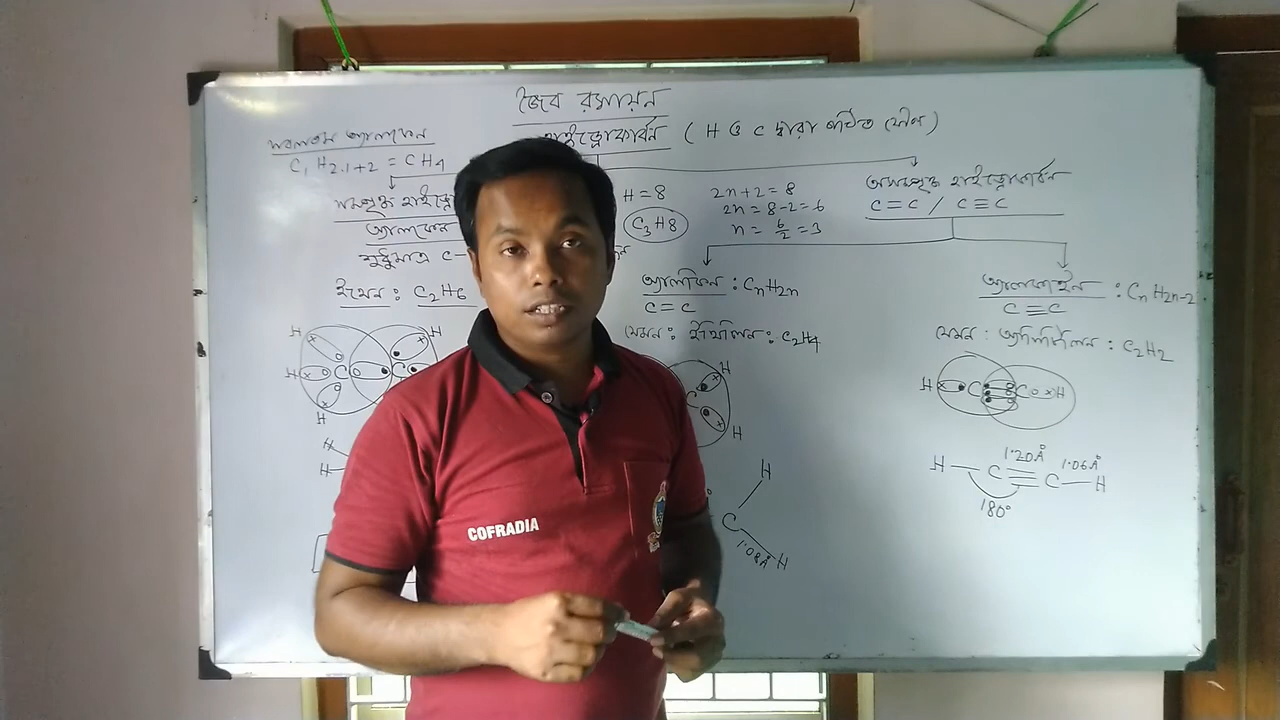 জৈব রসায়ন
হাইড্রোকার্বন ( H ও C দ্বারা গঠিত যৌগ)
সরলতম অ্যালকেন
C₁ H₂.₁₊₂ = CH₄
সম্পৃক্ত হাইড্রো
অ্যালকেন
শুধুমাত্র C-
ইথেন : C₂H₆
H = 8
C₃H₈
2n+2 = 8
2n = 8-2 = 6
n = 6/2 = 3
অসম্পৃক্ত হাইড্রোকার্বন
C=C / C≡C
অ্যালকিন : CnH2n
C=C
যেমন : ইথিলিন : C₂H₄
অ্যালকাইন : CnH2n-2
C≡C
যেমন : অ্যাসিটিলিন : C₂H₂
H H
H C C
H
H
H
C H
H
H C C H
H
C
1.08Å H
1.20Å 1.06Å
H — C ≡ C — H
180°
COFRADIA